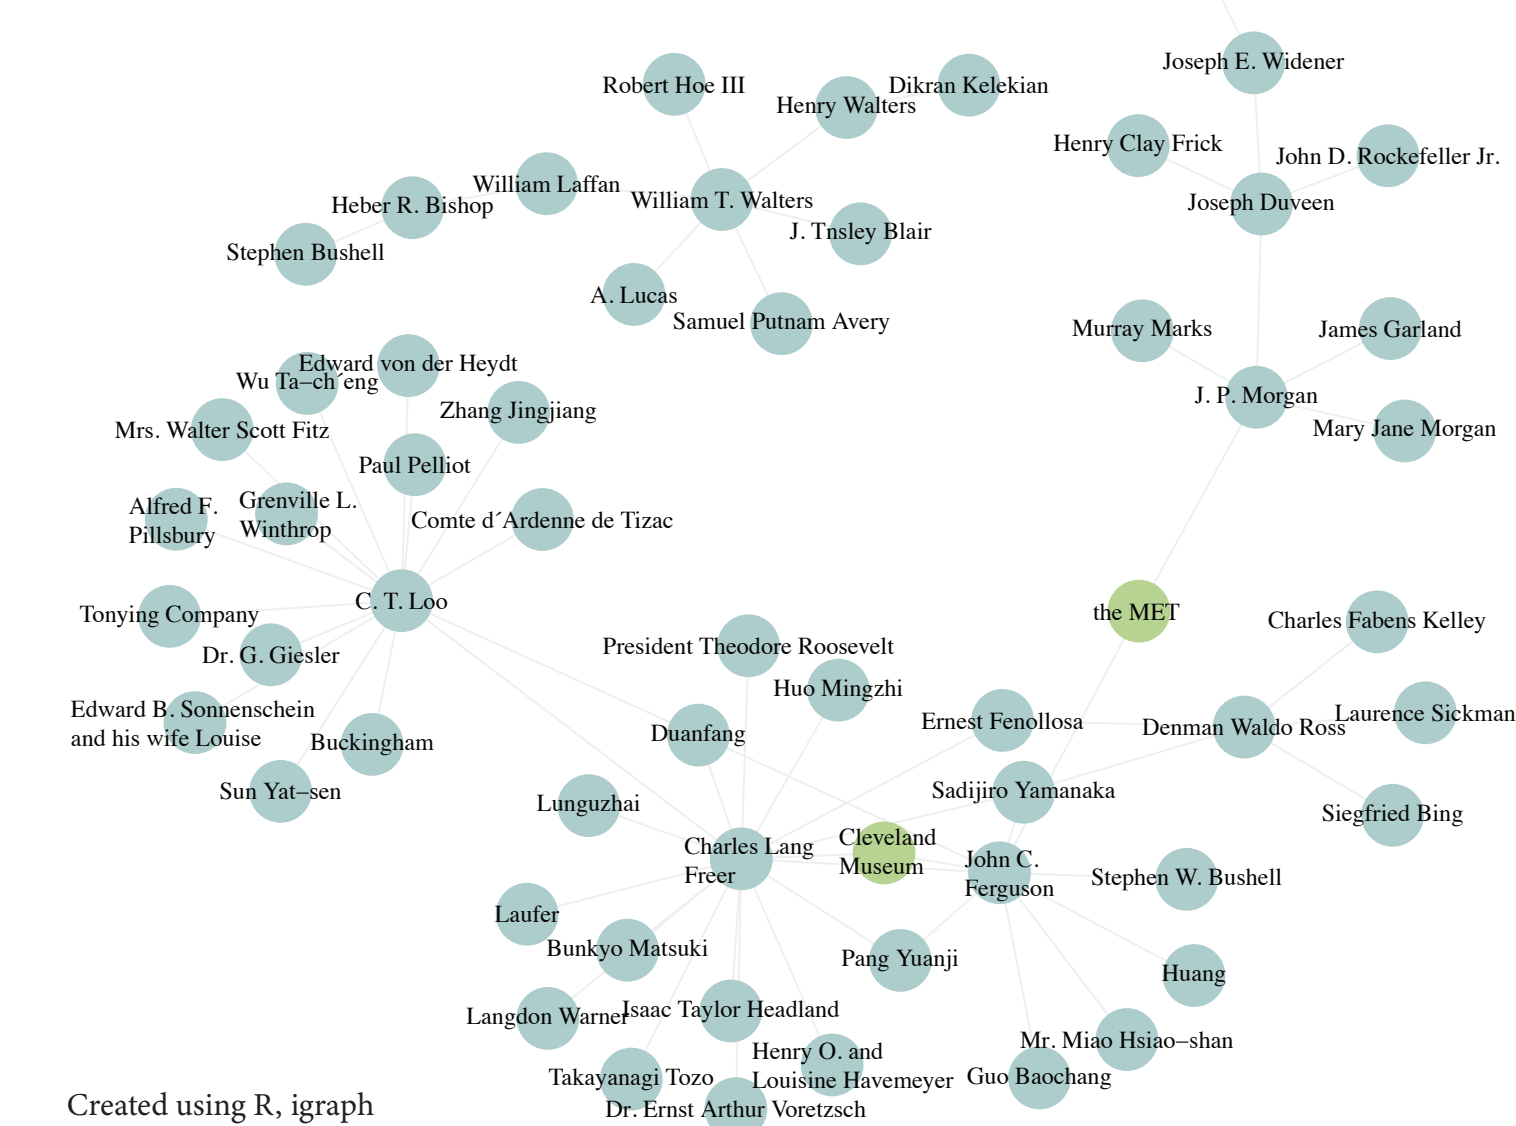 Joseph E. Widener
Robert Hoe III
Dikran Kelekian
Henry Walters
Henry Clay Frick
John D. Rockefeller Jr.
William Laffan
William T. Walters
Joseph Duveen
Heber R. Bishop
J. Tnsley Blair
Stephen Bushell
A. Lucas
Samuel Putnam Avery
Murray Marks
James Garland
Edward von der Heydt
Wu Ta–ch´eng
J. P. Morgan
Zhang Jingjiang
Mrs. Walter Scott Fitz
Mary Jane Morgan
Paul Pelliot
Alfred F.
Pillsbury
Grenville L.
Winthrop
Comte d´Ardenne de Tizac
C. T. Loo
Tonying Company
the MET
Charles Fabens Kelley
Dr. G. Giesler
President Theodore Roosevelt
Huo Mingzhi
Edward B. Sonnenschein
and his wife Louise
Buckingham
Duanfang
Ernest Fenollosa
Denman Waldo Ross
Laurence Sickman
Sun Yat–sen
Lunguzhai
Sadijiro Yamanaka
Siegfried Bing
Charles Lang
Freer
Cleveland
Museum
John C.
Ferguson
Stephen W. Bushell
Laufer
Bunkyo Matsuki
Pang Yuanji
Huang
Langdon Warner
Isaac Taylor Headland
Mr. Miao Hsiao–shan
Henry O. and
Louisine Havemeyer
Takayanagi Tozo
Guo Baochang
Dr. Ernst Arthur Voretzsch
Created using R, igraph